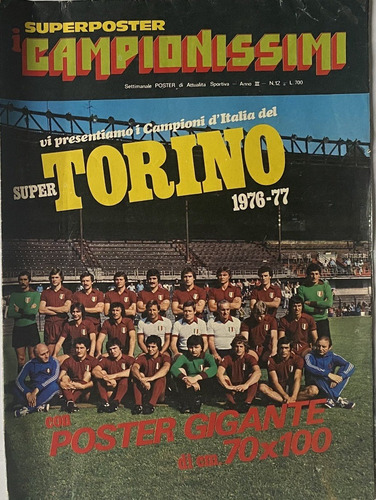 SUPERPOSTER
i CAMPIONISSIMI
Settimanale POSTER di Attualità Sportiva - Anno III - N.12 - L. 700
vi presentiamo i Campioni d'Italia del
SUPER TORINO
1976-77
con
POSTER GIGANTE
di cm. 70x100